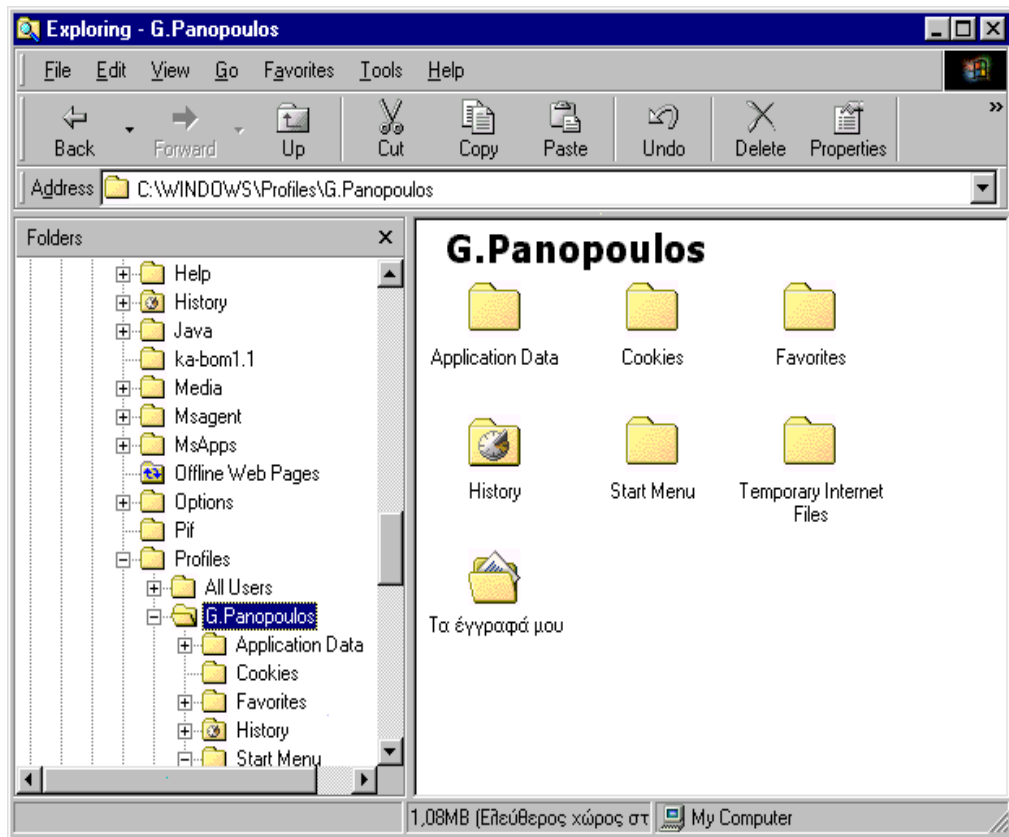 Exploring - G.Panopoulos
File Edit View Go Favorites Tools Help
Back Forward Up Cut Copy Paste Undo Delete Properties »
Address C:\WINDOWS\Profiles\G.Panopoulos
Folders
Help
History
Java
ka-bom1.1
Media
Msagent
MsApps
Offline Web Pages
Options
Pif
Profiles
All Users
G.Panopoulos
Application Data
Cookies
Favorites
History
Start Menu
G.Panopoulos
Application Data Cookies Favorites
History Start Menu Temporary Internet
Files
Τα έγγραφά μου
1,08MB (Ελεύθερος χώρος στ My Computer